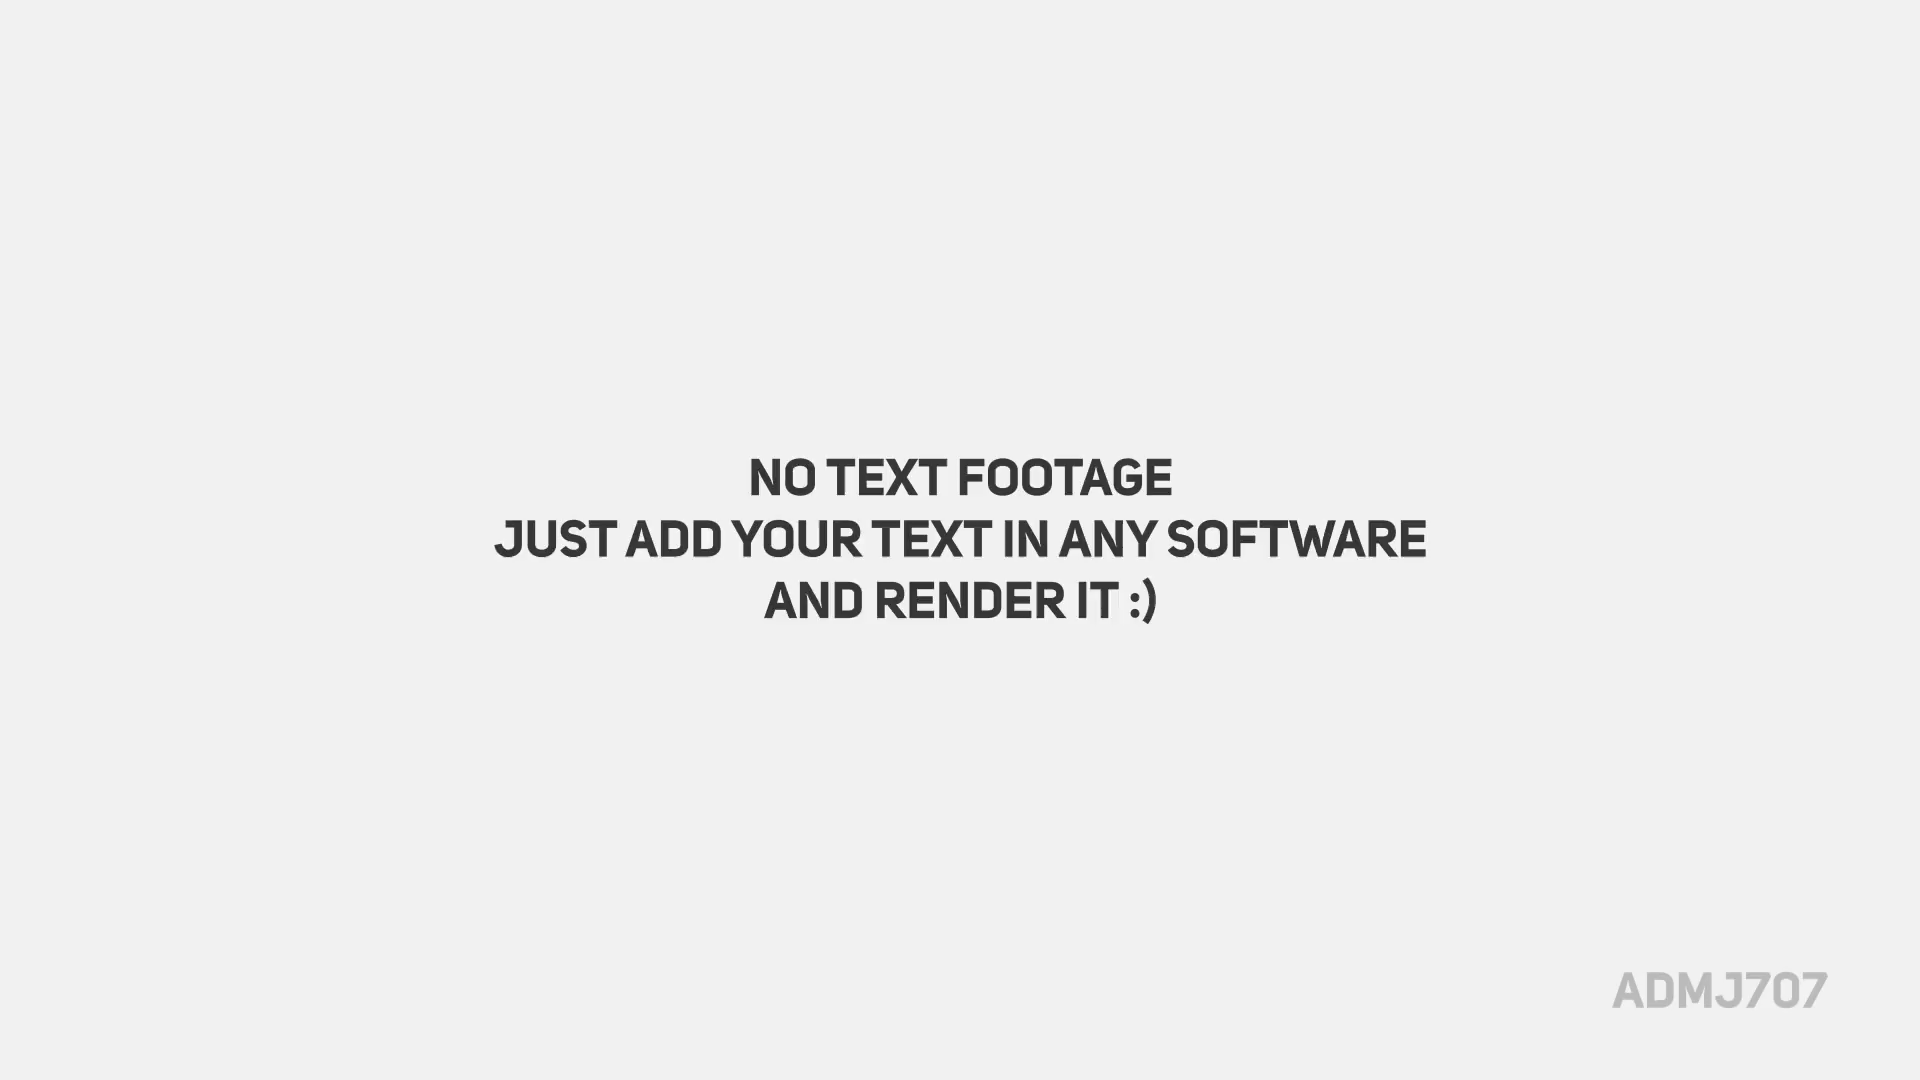 NO TEXT FOOTAGE
JUST ADD YOUR TEXT IN ANY SOFTWARE
AND RENDER IT :)
ADMJ707